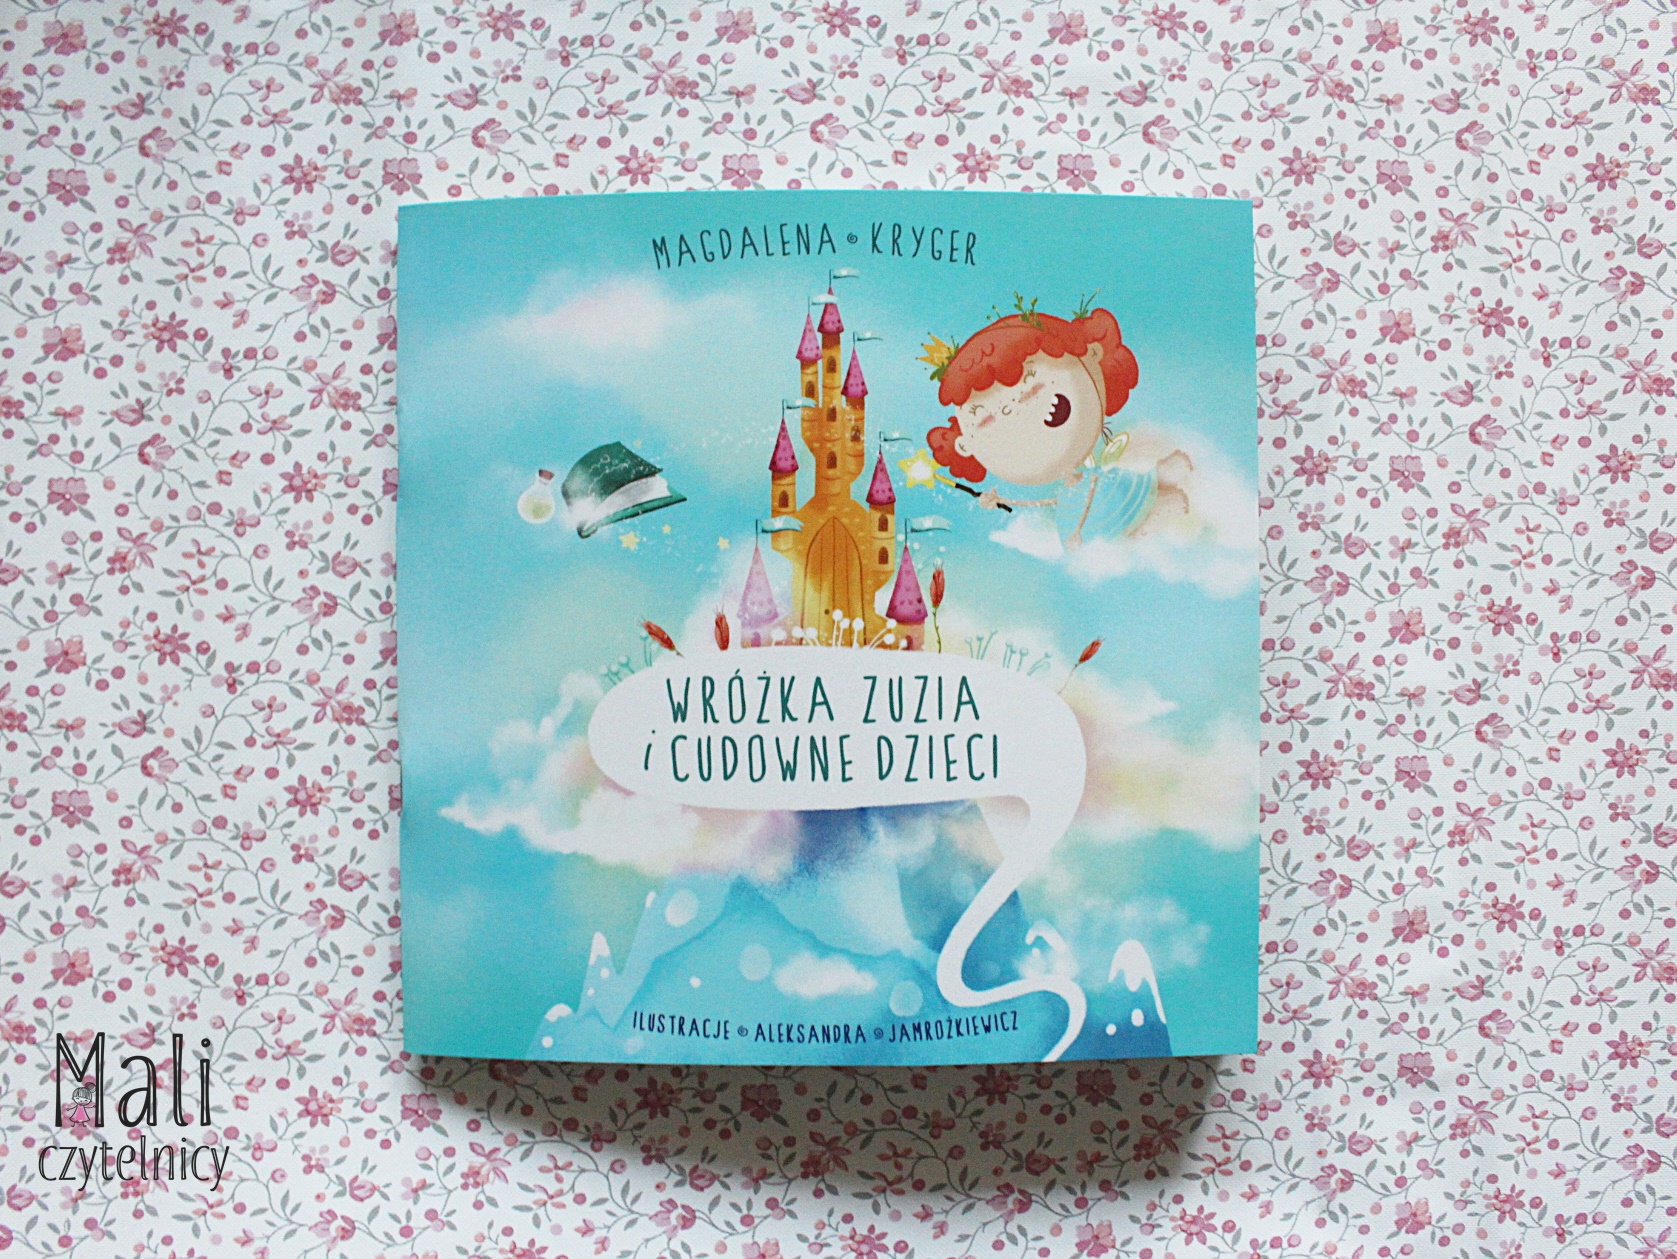 MAGDALENA KRYGER
WRÓŻKA ZUZIA
i CUDOWNE DZIECI
ILUSTRACJE ALEKSANDRA JAMROŻKIEWICZ
Mali
czytelnicy